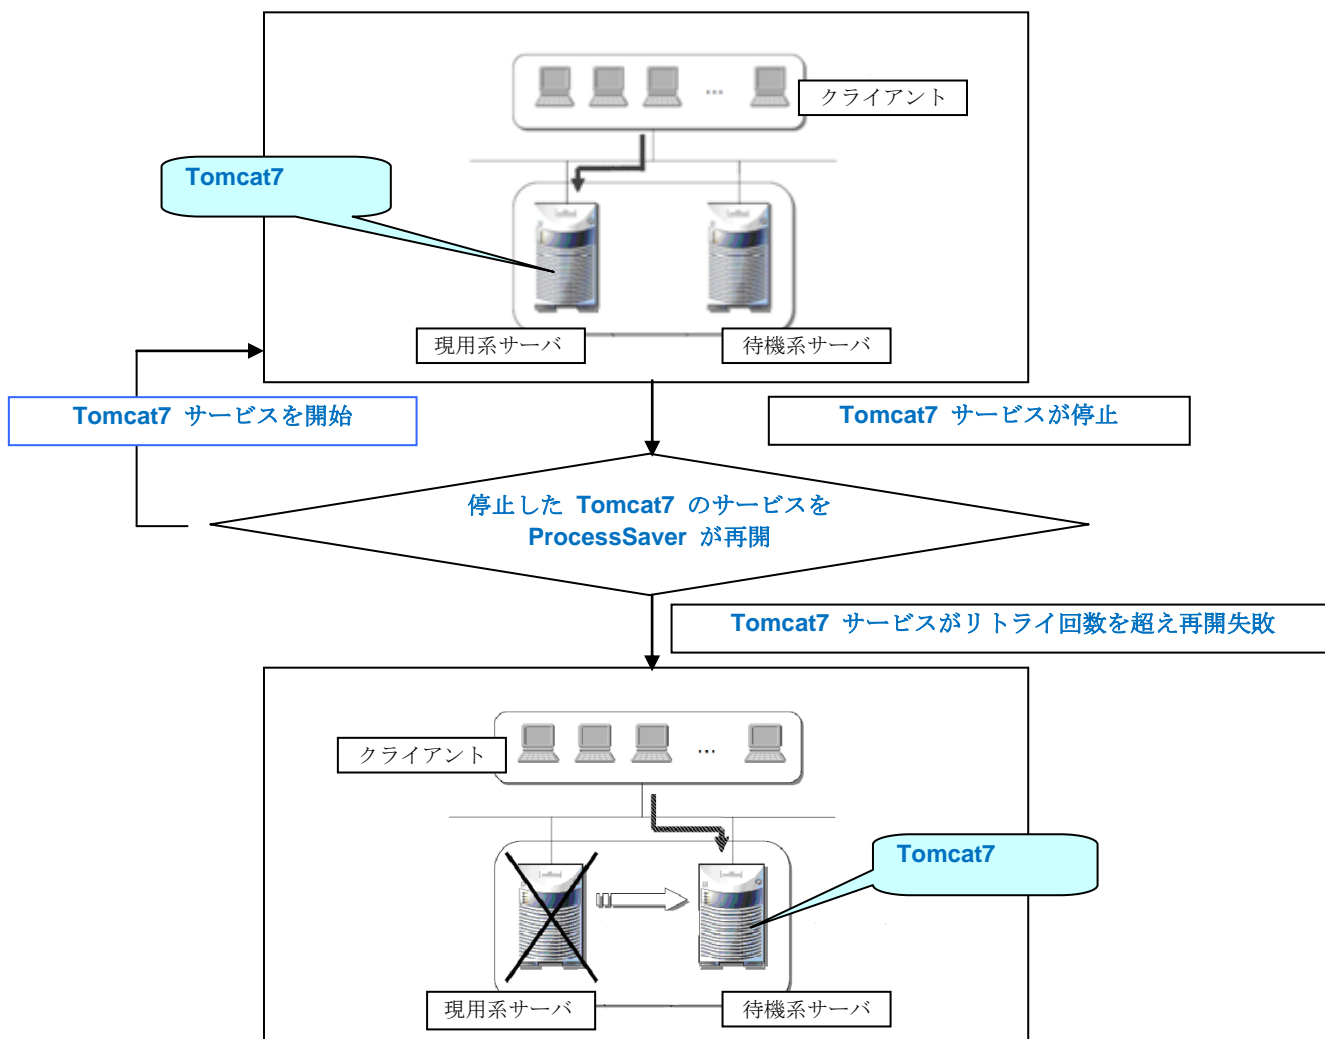 クライアント
Tomcat7
現用系サーバ
待機系サーバ
Tomcat7 サービスを開始
Tomcat7 サービスが停止
停止した Tomcat7 のサービスを
ProcessSaver が再開
Tomcat7 サービスがリトライ回数を超え再開失敗
クライアント
Tomcat7
現用系サーバ
待機系サーバ